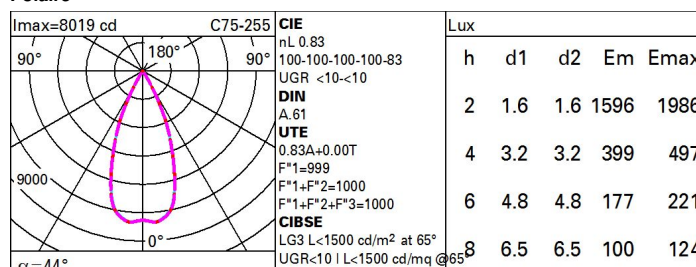 Polaire
Imax=8019 cd C75-255
90° 180° 90°
9000
0°
α=44°
CIE
nL 0.83
100-100-100-100-83
UGR <10-<10
DIN
A.61
UTE
0.83A+0.00T
F"1=999
F"1+F"2=1000
F"1+F"2+F"3=1000
CIBSE
LG3 L<1500 cd/m² at 65°
UGR<10 | L<1500 cd/mq @65°
Lux
h d1 d2 Em Emax
2 1.6 1.6 1596 1986
4 3.2 3.2 399 497
6 4.8 4.8 177 221
8 6.5 6.5 100 124